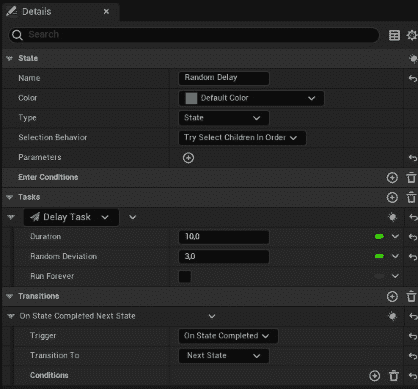 Details
Search
State
Name Random Delay
Color Default Color
Type State
Selection Behavior Try Select Children In Order
Parameters
Enter Conditions
Tasks
Delay Task
Duration 10,0
Random Deviation 3,0
Run Forever
Transitions
On State Completed Next State
Trigger On State Completed
Transition To Next State
Conditions